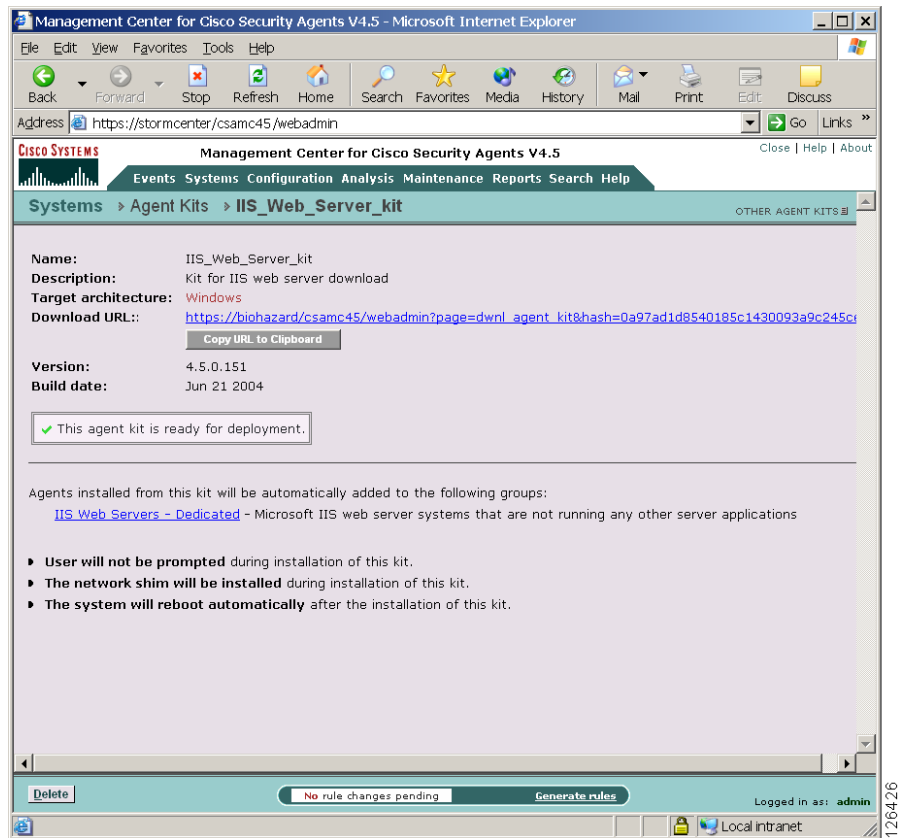 Management Center for Cisco Security Agents V4.5 - Microsoft Internet Explorer
File Edit View Favorites Tools Help
Back Forward Stop Refresh Home Search Favorites Media History Mail Print Edit Discuss
Address https://stormcenter/csamc45/webadmin Go Links »
CISCO SYSTEMS Management Center for Cisco Security Agents V4.5 Close | Help | About
Events Systems Configuration Analysis Maintenance Reports Search Help
Systems > Agent Kits > IIS_Web_Server_kit OTHER AGENT KITS
Name: IIS_Web_Server_kit
Description: Kit for IIS web server download
Target architecture: Windows
Download URL:: https://biohazard/csamc45/webadmin?page=dwnl_agent_kit&hash=0a97ad1d8540185c1430093a9c245ce
Copy URL to Clipboard
Version: 4.5.0.151
Build date: Jun 21 2004
This agent kit is ready for deployment.
Agents installed from this kit will be automatically added to the following groups:
IIS Web Servers - Dedicated - Microsoft IIS web server systems that are not running any other server applications
User will not be prompted during installation of this kit.
The network shim will be installed during installation of this kit.
The system will reboot automatically after the installation of this kit.
Delete No rule changes pending Generate rules Logged in as: admin
Local intranet
126426